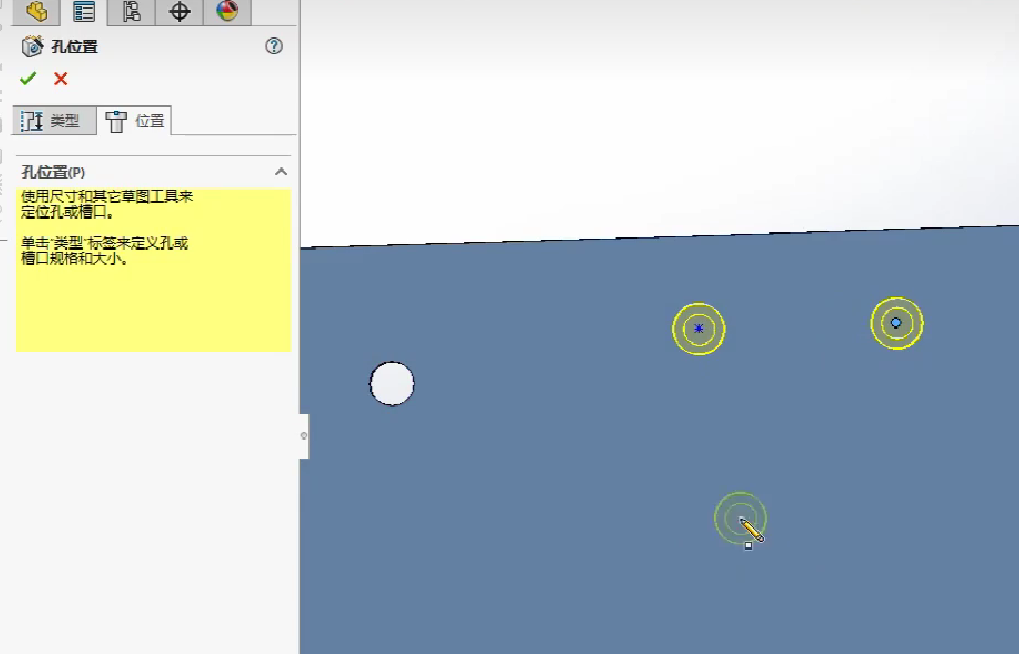 孔位置
类型
位置
孔位置(P)
使用尺寸和其它草图工具来
定位孔或槽口。
单击"类型"标签来定义孔或
槽口规格和大小。